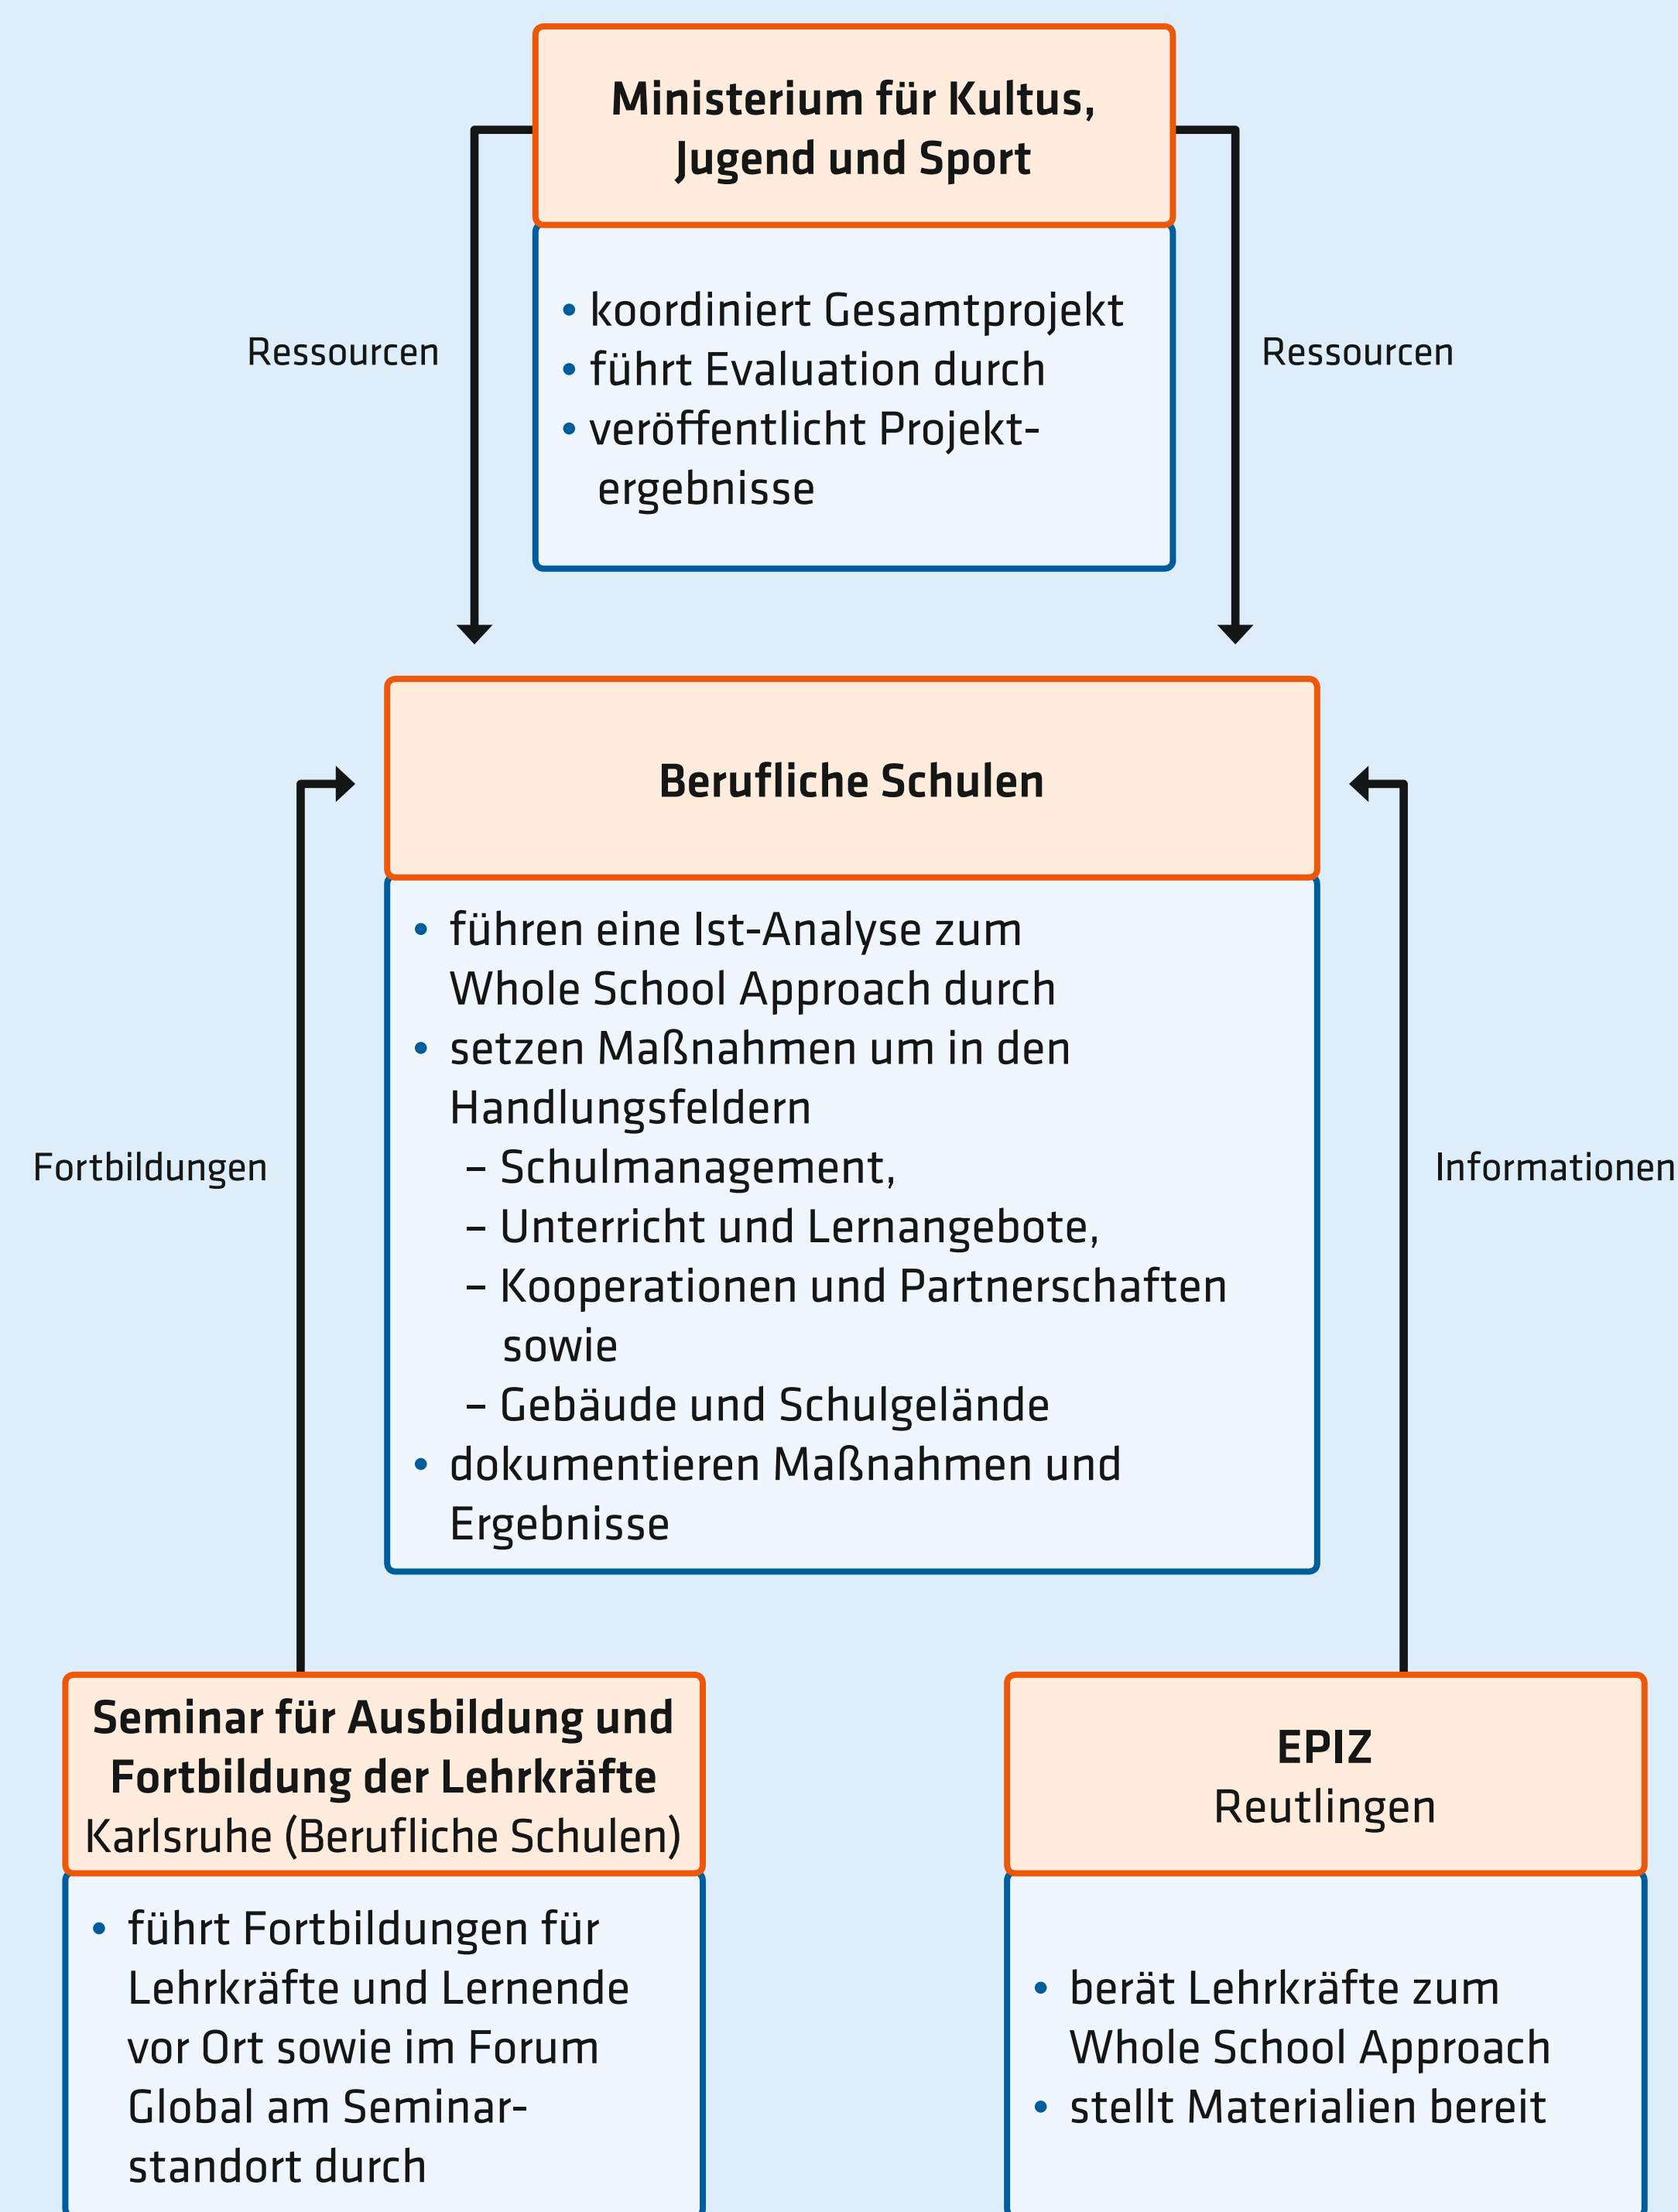 Ministerium für Kultus,
Jugend und Sport
Ressourcen
Ressourcen
• koordiniert Gesamtprojekt
• führt Evaluation durch
• veröffentlicht Projekt-
ergebnisse
Berufliche Schulen
• führen eine Ist-Analyse zum
Whole School Approach durch
• setzen Maßnahmen um in den
Handlungsfeldern
– Schulmanagement,
– Unterricht und Lernangebote,
– Kooperationen und Partnerschaften
sowie
– Gebäude und Schulgelände
• dokumentieren Maßnahmen und
Ergebnisse
Fortbildungen
Informationen
Seminar für Ausbildung und
Fortbildung der Lehrkräfte
Karlsruhe (Berufliche Schulen)
• führt Fortbildungen für
Lehrkräfte und Lernende
vor Ort sowie im Forum
Global am Seminar-
standort durch
EPIZ
Reutlingen
• berät Lehrkräfte zum
Whole School Approach
• stellt Materialien bereit